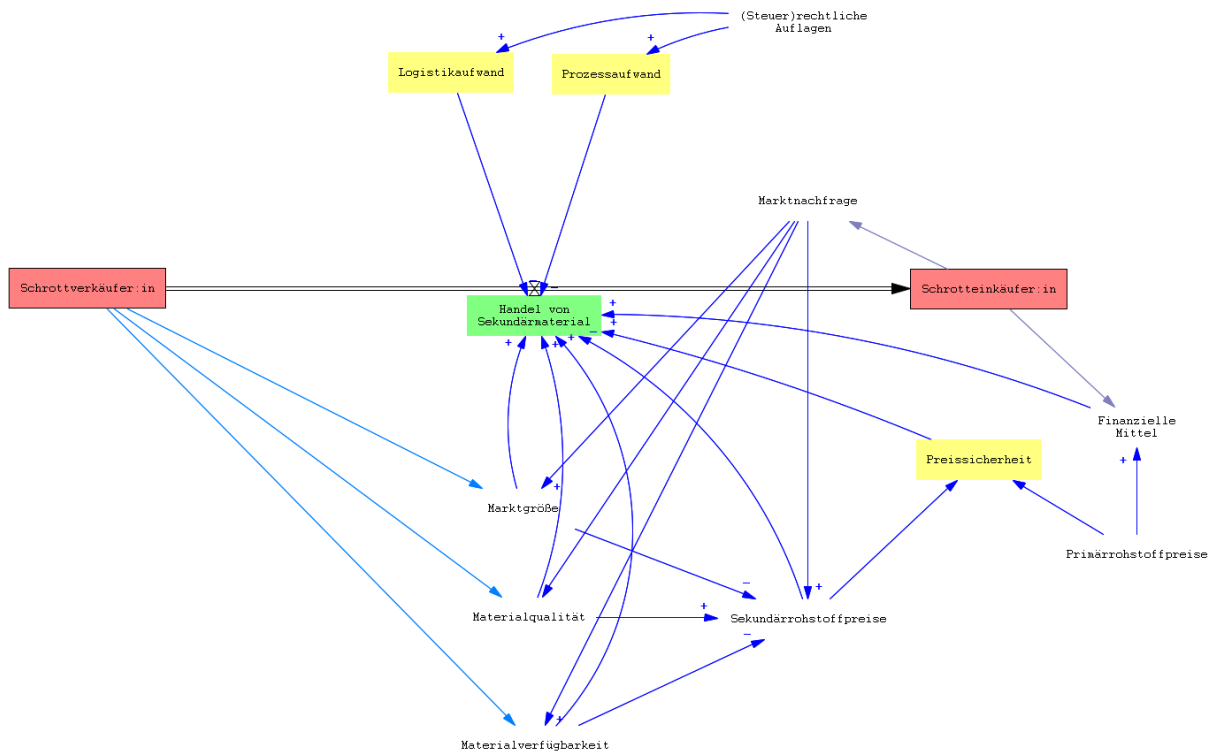 (Steuer)rechtliche
Auflagen
+
+
Logistikaufwand
Prozessaufwand
Marktnachfrage
Schrottverkäufer:in
-
Schrotteinkäufer:in
Handel von
Sekundärmaterial
+
+
-
+
+
+
Finanzielle
Mittel
Preissicherheit
+
+
Marktgröße
Primärrohstoffpreise
-
+
Materialqualität
+
Sekundärrohstoffpreise
-
+
Materialverfügbarkeit